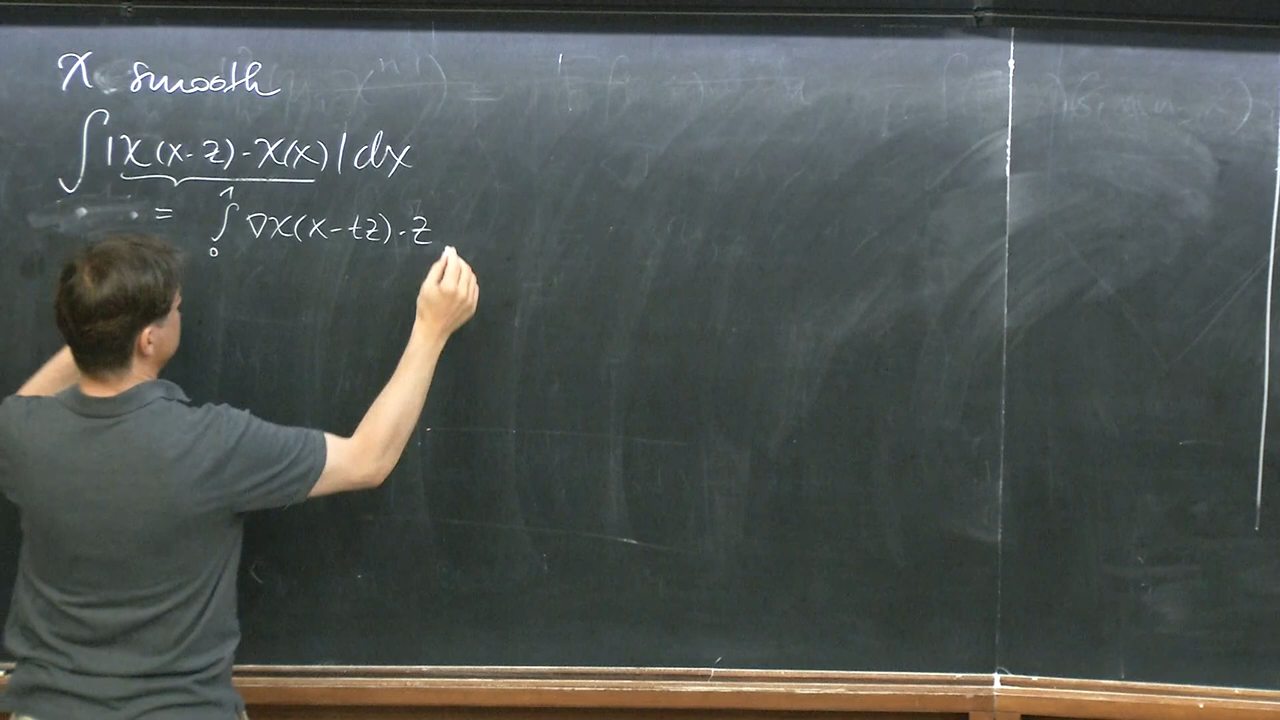 χ smooth
∫ |χ(x-z) - χ(x)| dx
= ∫₀¹ ∇χ(x-tz)·z